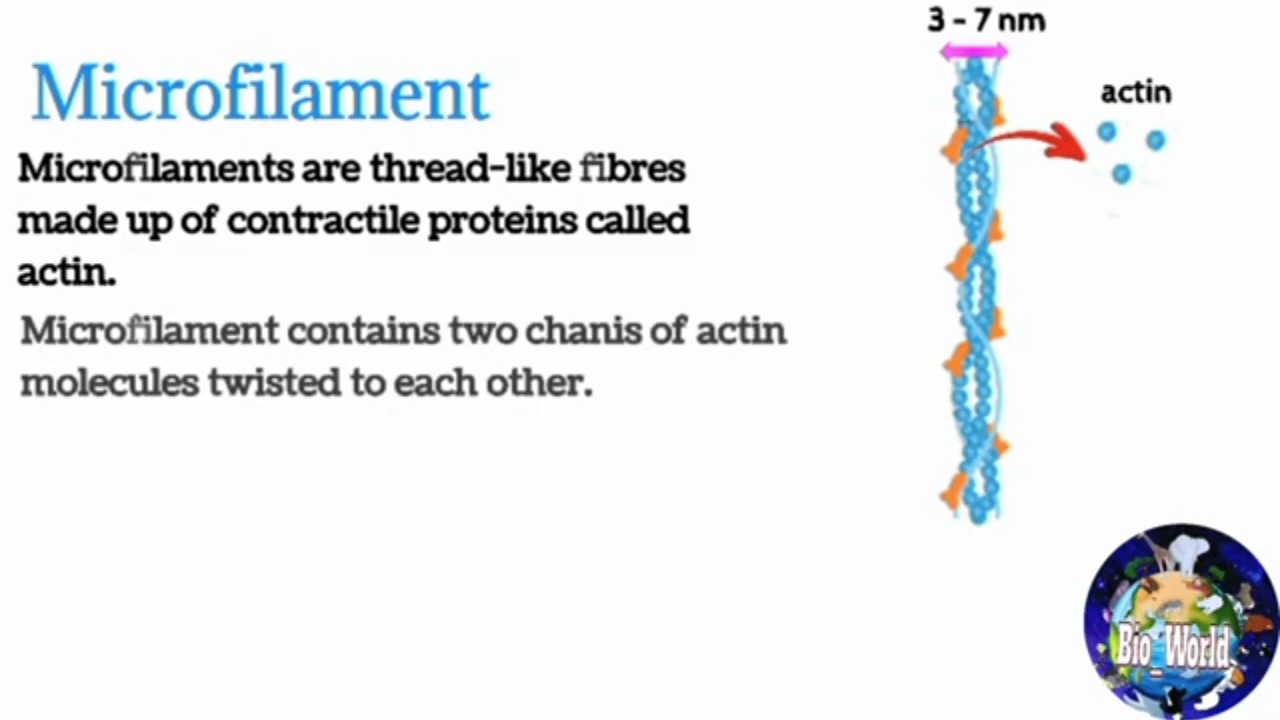 3 - 7 nm
Microfilament
actin
Microfilaments are thread-like fibres
made up of contractile proteins called
actin.
Microfilament contains two chanis of actin
molecules twisted to each other.
Bio_World